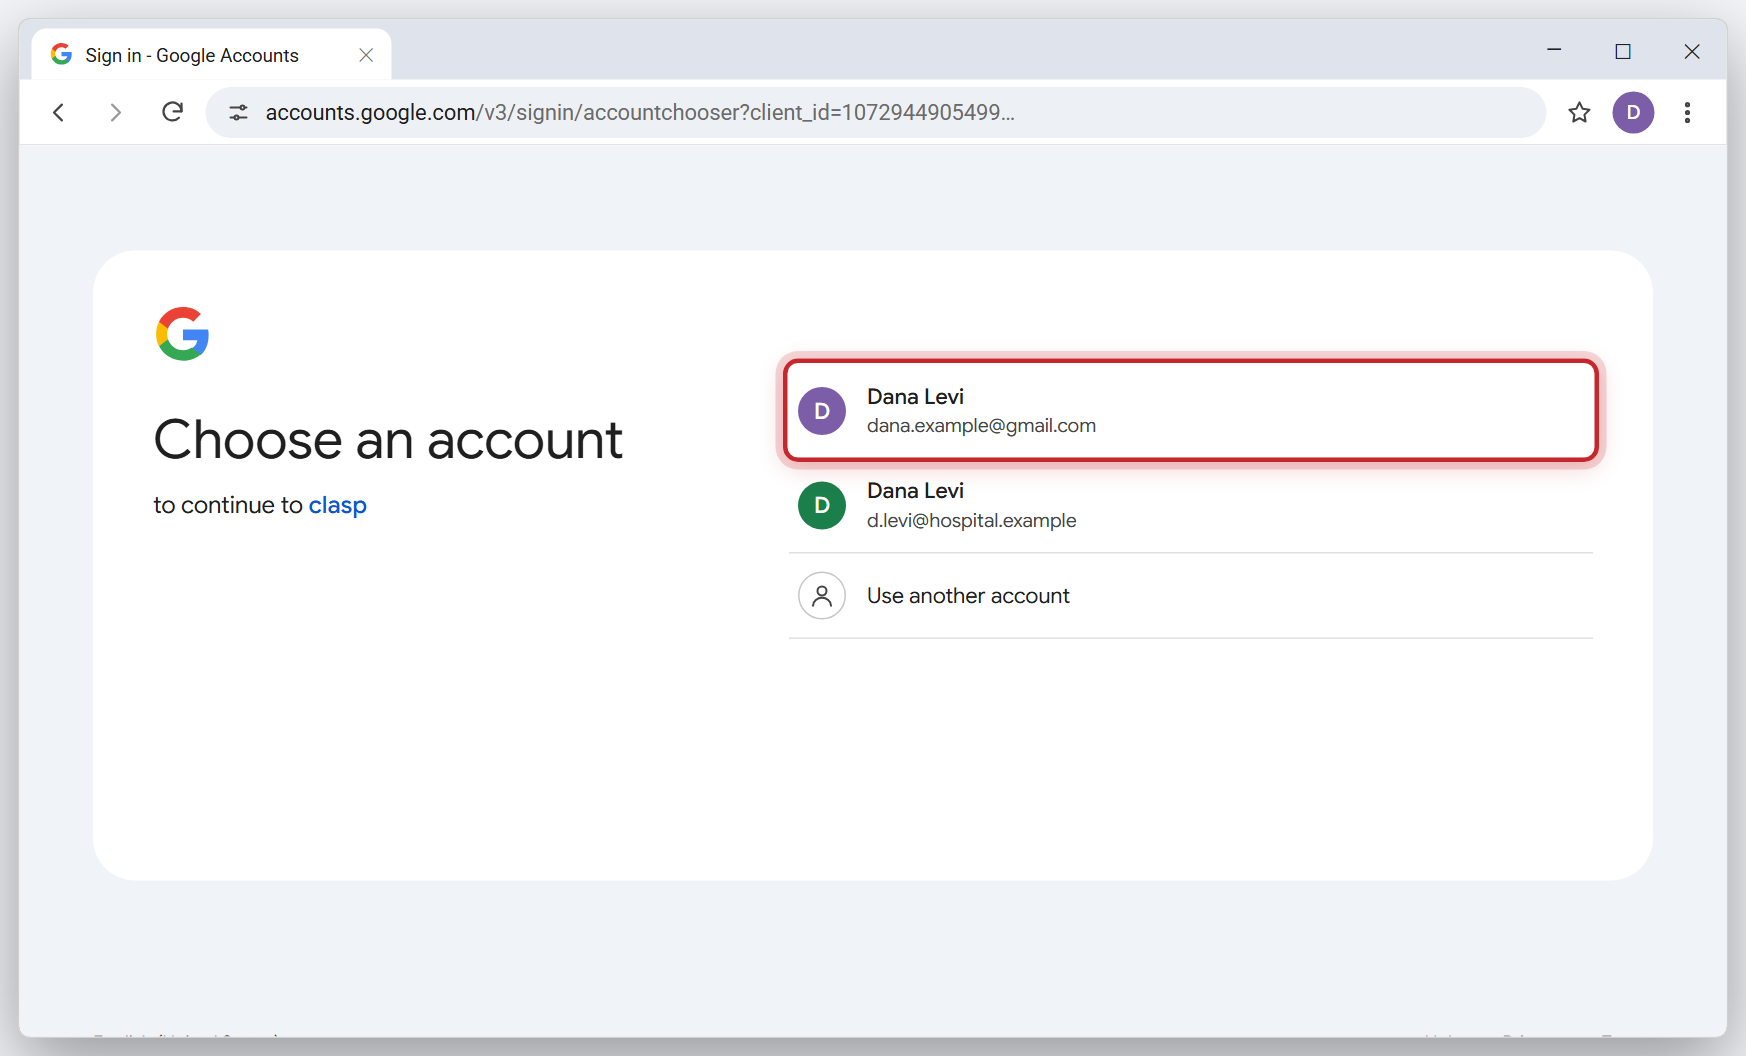 Sign in - Google Accounts
accounts.google.com/v3/signin/accountchooser?client_id=1072944905499...
D
Choose an account
to continue to clasp
D
Dana Levi
dana.example@gmail.com
D
Dana Levi
d.levi@hospital.example
Use another account